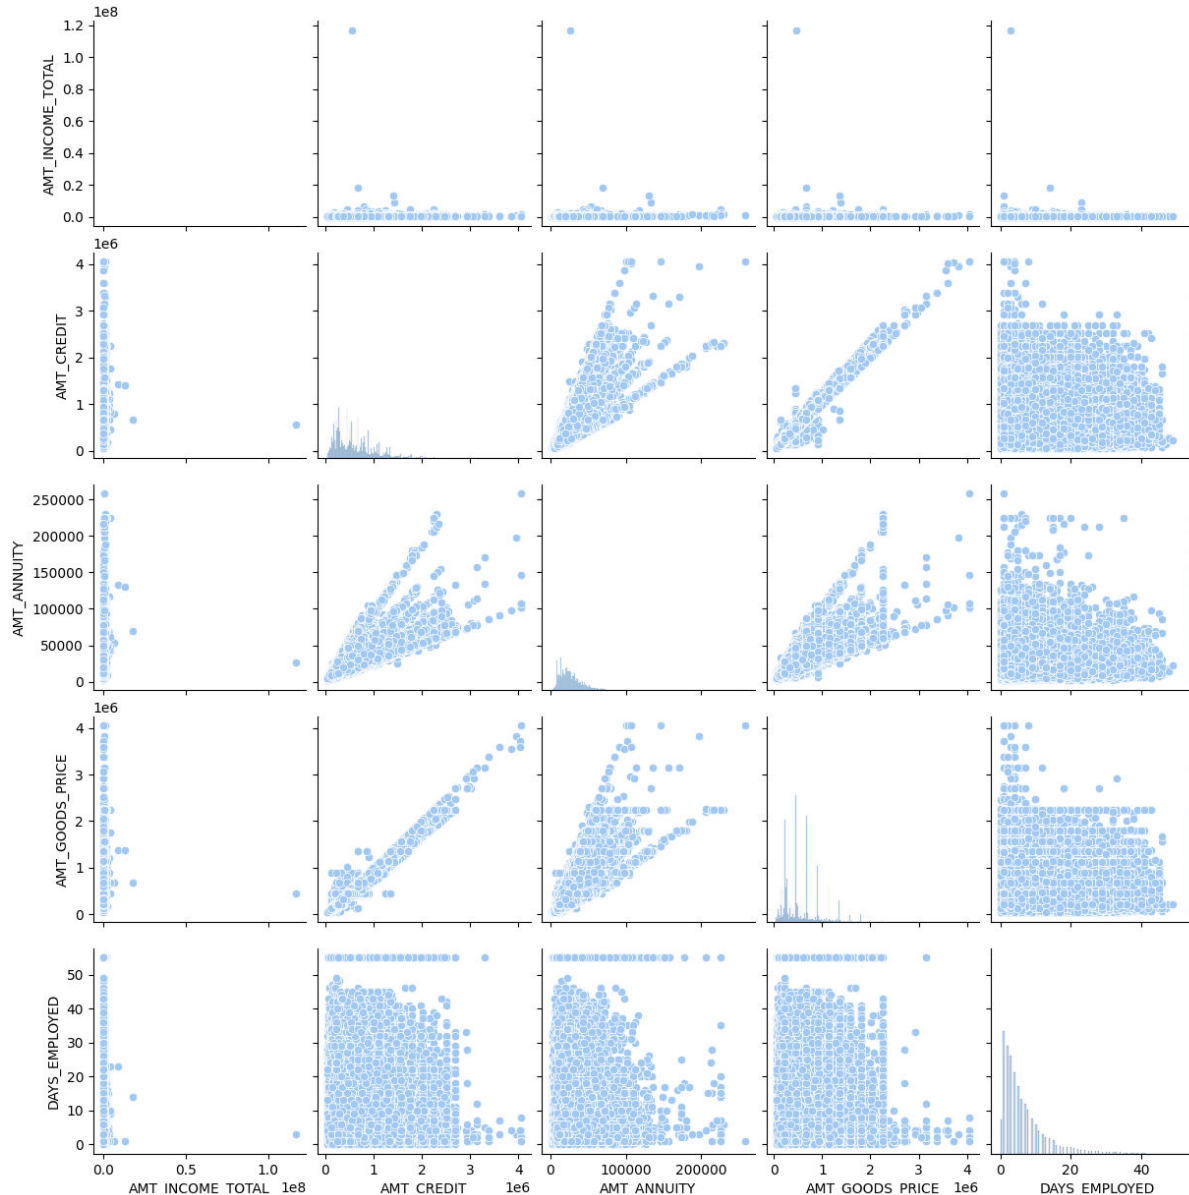 1e8
1.2
1.0
0.8
0.6
0.4
0.2
0.0
AMT_INCOME_TOTAL
1e6
4
3
2
1
0
AMT_CREDIT
250000
200000
150000
100000
50000
0
AMT_ANNUITY
1e6
4
3
2
1
0
AMT_GOODS_PRICE
50
40
30
20
10
0
DAYS_EMPLOYED
0.0 0.5 1.0 0 1 2 3 4 100000 200000 0 1 2 3 4 0 20 40
AMT_INCOME_TOTAL 1e8 AMT_CREDIT 1e6 AMT_ANNUITY AMT_GOODS_PRICE 1e6 DAYS_EMPLOYED